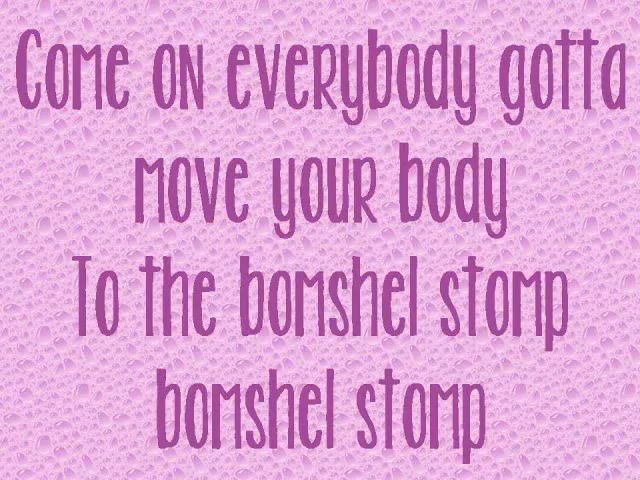 Come on everybody gotta
move your body
To the bomshel stomp
bomshel stomp